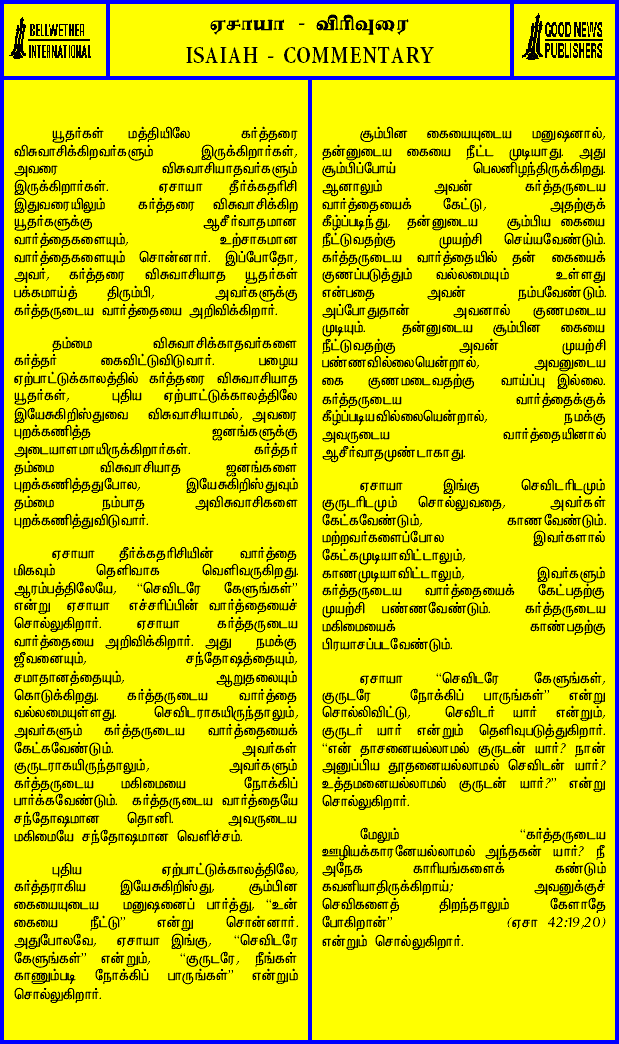 BELLWETHER
INTERNATIONAL
ஏசாயா - விரிவுரை
ISAIAH - COMMENTARY
GOOD NEWS
PUBLISHERS
யூதர்கள் மத்தியிலே கர்த்தரை
விசுவாசிக்கிறவர்களும் இருக்கிறார்கள்,
அவரை விசுவாசியாதவர்களும்
இருக்கிறார்கள். ஏசாயா தீர்க்கதரிசி
இதுவரையிலும் கர்த்தரை விசுவாசிக்கிற
யூதர்களுக்கு ஆசீர்வாதமான
வார்த்தைகளையும், உற்சாகமான
வார்த்தைகளையும் சொன்னார். இப்போதோ,
அவர், கர்த்தரை விசுவாசியாத யூதர்கள்
பக்கமாய்த் திரும்பி, அவர்களுக்கு
கர்த்தருடைய வார்த்தையை அறிவிக்கிறார்.
தம்மை விசுவாசிக்காதவர்களை
கர்த்தர் கைவிட்டுவிடுவார். பழைய
ஏற்பாட்டுக்காலத்தில் கர்த்தரை விசுவாசியாத
யூதர்கள், புதிய ஏற்பாட்டுக்காலத்திலே
இயேசுகிறிஸ்துவை விசுவாசியாமல், அவரை
புறக்கணித்த ஜனங்களுக்கு
அடையாளமாயிருக்கிறார்கள். கர்த்தர்
தம்மை விசுவாசியாத ஜனங்களை
புறக்கணித்ததுபோல, இயேசுகிறிஸ்துவும்
தம்மை நம்பாத அவிசுவாசிகளை
புறக்கணித்துவிடுவார்.
ஏசாயா தீர்க்கதரிசியின் வார்த்தை
மிகவும் தெளிவாக வெளிவருகிறது.
ஆரம்பத்திலேயே, “செவிடரே கேளுங்கள்”
என்று ஏசாயா எச்சரிப்பின் வார்த்தையைச்
சொல்லுகிறார். ஏசாயா கர்த்தருடைய
வார்த்தையை அறிவிக்கிறார். அது நமக்கு
ஜீவனையும், சந்தோஷத்தையும்,
சமாதானத்தையும், ஆறுதலையும்
கொடுக்கிறது. கர்த்தருடைய வார்த்தை
வல்லமையுள்ளது. செவிடராகயிருந்தாலும்,
அவர்களும் கர்த்தருடைய வார்த்தையைக்
கேட்கவேண்டும். அவர்கள்
குருடராகயிருந்தாலும், அவர்களும்
கர்த்தருடைய மகிமையை நோக்கிப்
பார்க்கவேண்டும். கர்த்தருடைய வார்த்தையே
சந்தோஷமான தொனி. அவருடைய
மகிமையே சந்தோஷமான வெளிச்சம்.
புதிய ஏற்பாட்டுக்காலத்திலே,
கர்த்தராகிய இயேசுகிறிஸ்து, சூம்பின
கையையுடைய மனுஷனைப் பார்த்து, “உன்
கையை நீட்டு” என்று சொன்னார்.
அதுபோலவே, ஏசாயா இங்கு, “செவிடரே
கேளுங்கள்” என்றும், “குருடரே, நீங்கள்
காணும்படி நோக்கிப் பாருங்கள்” என்றும்
சொல்லுகிறார்.
சூம்பின கையையுடைய மனுஷனால்,
தன்னுடைய கையை நீட்ட முடியாது. அது
சூம்பிப்போய் பெலனிழந்திருக்கிறது.
ஆனாலும் அவன் கர்த்தருடைய
வார்த்தையைக் கேட்டு, அதற்குக்
கீழ்ப்படிந்து, தன்னுடைய சூம்பிய கையை
நீட்டுவதற்கு முயற்சி செய்யவேண்டும்.
கர்த்தருடைய வார்த்தையில் தன் கையைக்
குணப்படுத்தும் வல்லமையும் உள்ளது
என்பதை அவன் நம்பவேண்டும்.
அப்போதுதான் அவனால் குணமடைய
முடியும். தன்னுடைய சூம்பின கையை
நீட்டுவதற்கு அவன் முயற்சி
பண்ணவில்லையென்றால், அவனுடைய
கை குணமடைவதற்கு வாய்ப்பு இல்லை.
கர்த்தருடைய வார்த்தைக்குக்
கீழ்ப்படியவில்லையென்றால், நமக்கு
அவருடைய வார்த்தையினால்
ஆசீர்வாதமுண்டாகாது.
ஏசாயா இங்கு செவிடரிடமும்
குருடரிடமும் சொல்லுவதை, அவர்கள்
கேட்கவேண்டும், காணவேண்டும்.
மற்றவர்களைப்போல இவர்களால்
கேட்கமுடியாவிட்டாலும்,
காணமுடியாவிட்டாலும், இவர்களும்
கர்த்தருடைய வார்த்தையைக் கேட்பதற்கு
முயற்சி பண்ணவேண்டும். கர்த்தருடைய
மகிமையைக் காண்பதற்கு
பிரயாசப்படவேண்டும்.
ஏசாயா “செவிடரே கேளுங்கள்,
குருடரே நோக்கிப் பாருங்கள்” என்று
சொல்லிவிட்டு, செவிடர் யார் என்றும்,
குருடர் யார் என்றும் தெளிவுபடுத்துகிறார்.
“என் தாசனையல்லாமல் குருடன் யார்? நான்
அனுப்பிய தூதனையல்லாமல் செவிடன் யார்?
உத்தமனையல்லாமல் குருடன் யார்?” என்று
சொல்லுகிறார்.
மேலும் “கர்த்தருடைய
ஊழியக்காரனேயல்லாமல் அந்தகன் யார்? நீ
அநேக காரியங்களைக் கண்டும்
கவனியாதிருக்கிறாய்; அவனுக்குச்
செவிகளைத் திறந்தாலும் கேளாதே
போகிறான்” (ஏசா 42:19,20)
என்றும் சொல்லுகிறார்.